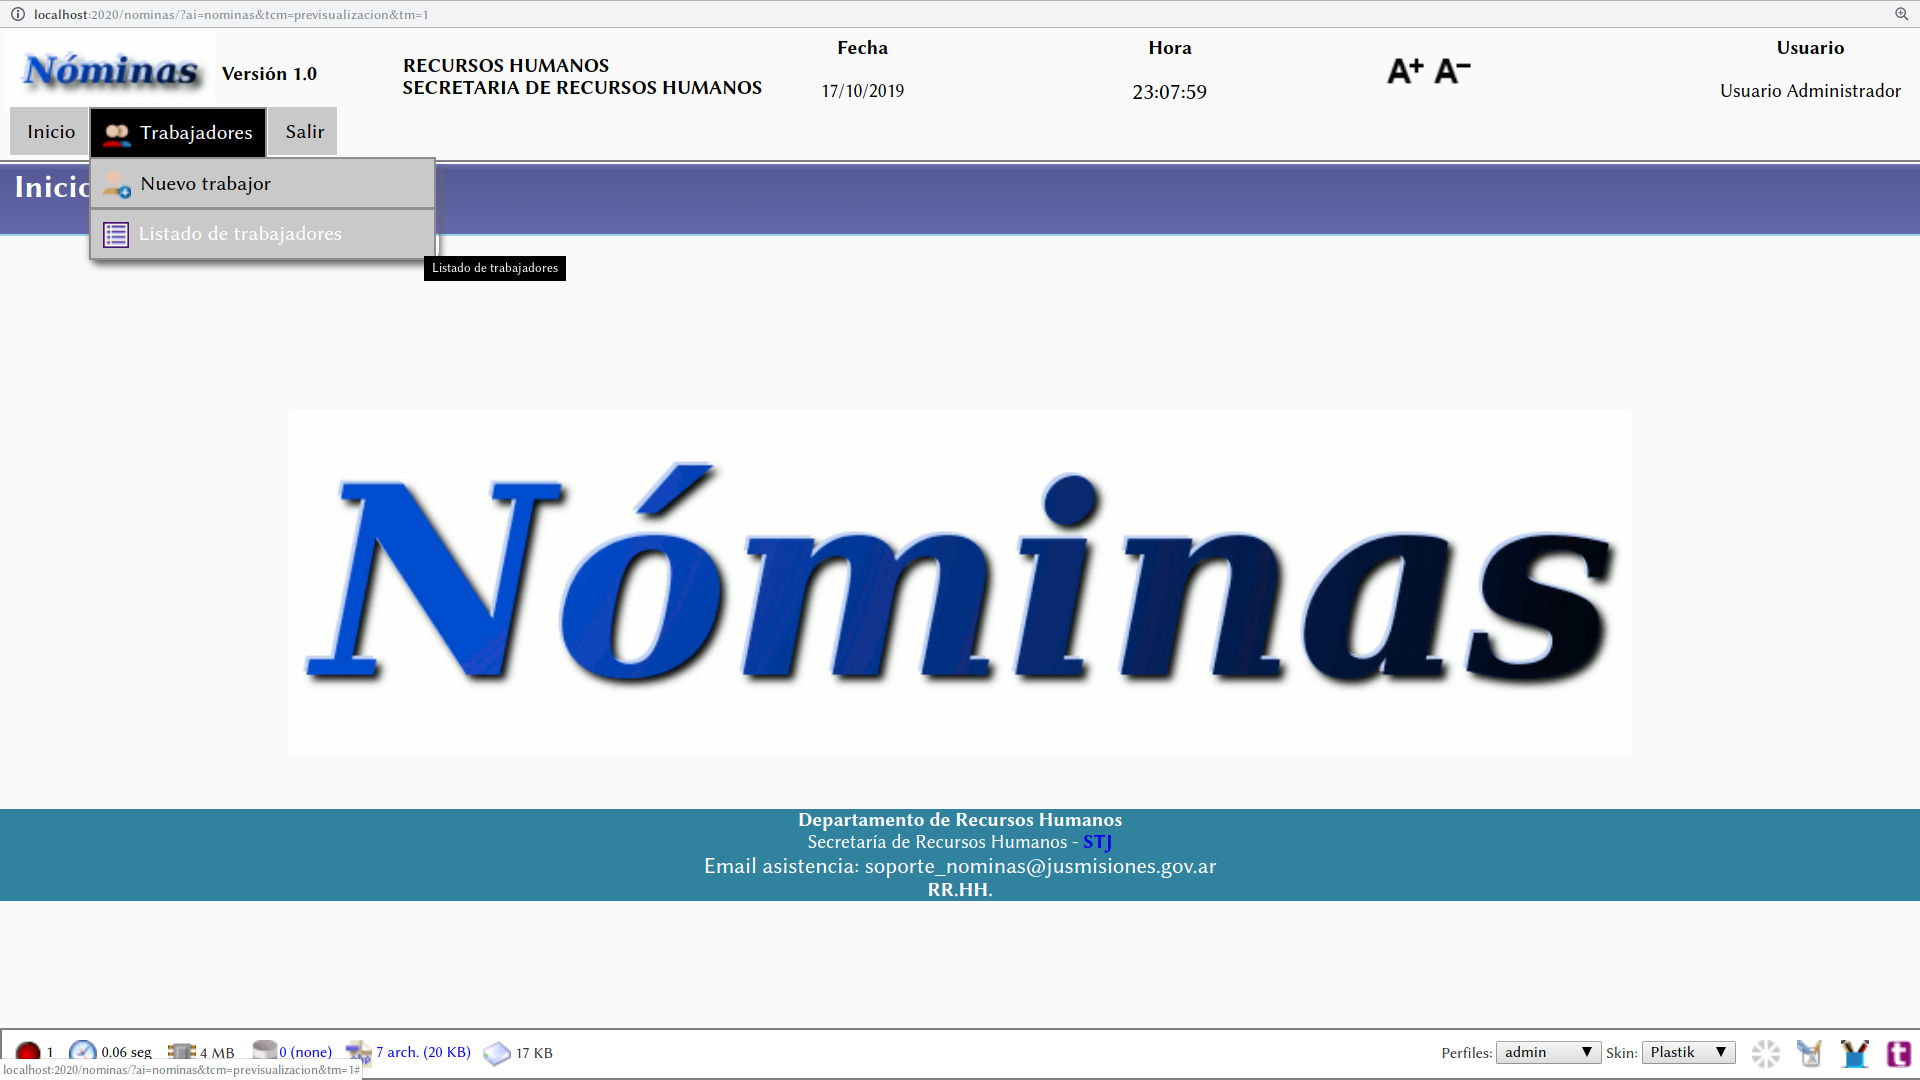 localhost:2020/nominas/?ai=nominas&tcm=previsualizacion&tm=1
Nóminas Versión 1.0
RECURSOS HUMANOS
SECRETARIA DE RECURSOS HUMANOS
Fecha
17/10/2019
Hora
23:07:59
A+ A-
Usuario
Usuario Administrador
Inicio Trabajadores Salir
Inicio
Nuevo trabajor
Listado de trabajadores
Listado de trabajadores
Nóminas
Departamento de Recursos Humanos
Secretaría de Recursos Humanos - STJ
Email asistencia: soporte_nominas@jusmisiones.gov.ar
RR.HH.
1 0.06 seg 4 MB 0 (none) 7 arch. (20 KB) 17 KB Perfiles: admin Skin: Plastik t
localhost:2020/nominas/?ai=nominas&tcm=previsualizacion&tm=1#